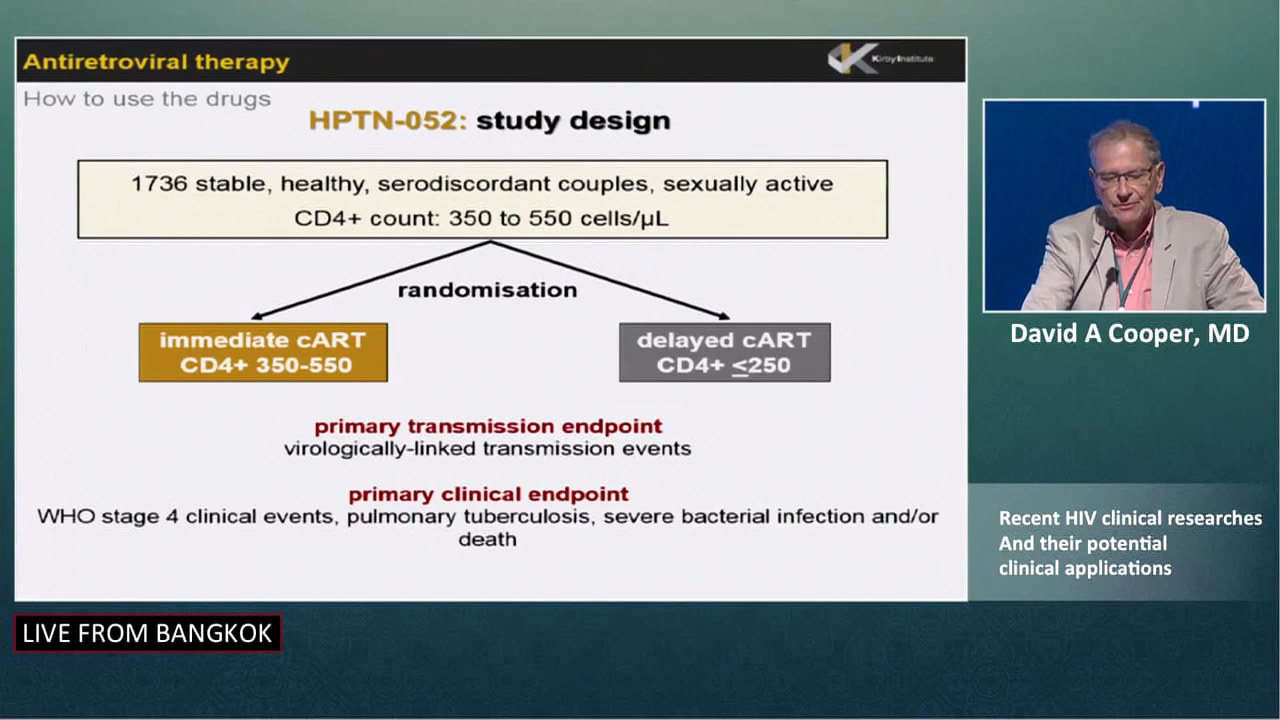 Antiretroviral therapy
Kirby Institute
How to use the drugs
HPTN-052: study design
1736 stable, healthy, serodiscordant couples, sexually active
CD4+ count: 350 to 550 cells/µL
randomisation
immediate cART
CD4+ 350-550
delayed cART
CD4+ ≤250
primary transmission endpoint
virologically-linked transmission events
primary clinical endpoint
WHO stage 4 clinical events, pulmonary tuberculosis, severe bacterial infection and/or
death
David A Cooper, MD
Recent HIV clinical researches
And their potential
clinical applications
LIVE FROM BANGKOK